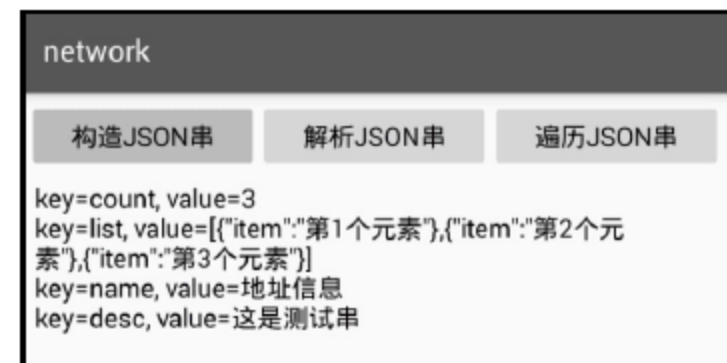 network
构造JSON串
解析JSON串
遍历JSON串
key=count, value=3
key=list, value=[{"item":"第1个元素"},{"item":"第2个元
素"},{"item":"第3个元素"}]
key=name, value=地址信息
key=desc, value=这是测试串